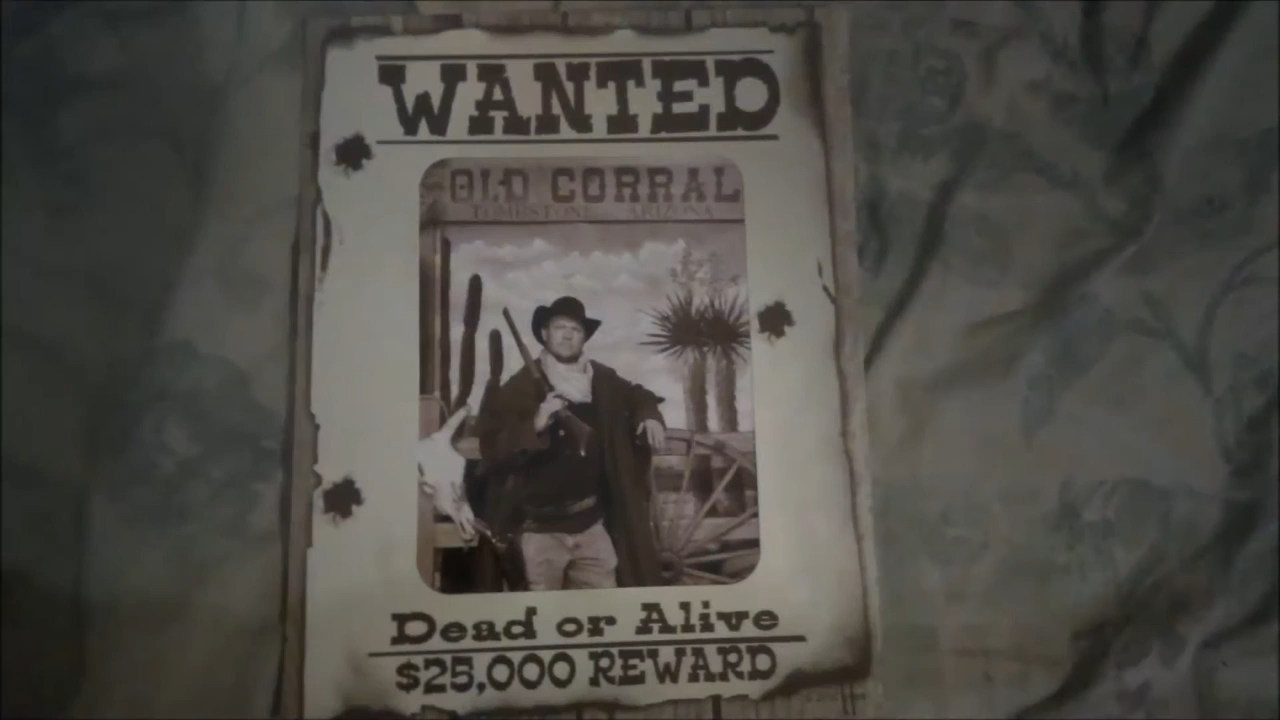 WANTED
OLD CORRAL
TOMBSTONE ARIZONA
Dead or Alive
$25,000 REWARD